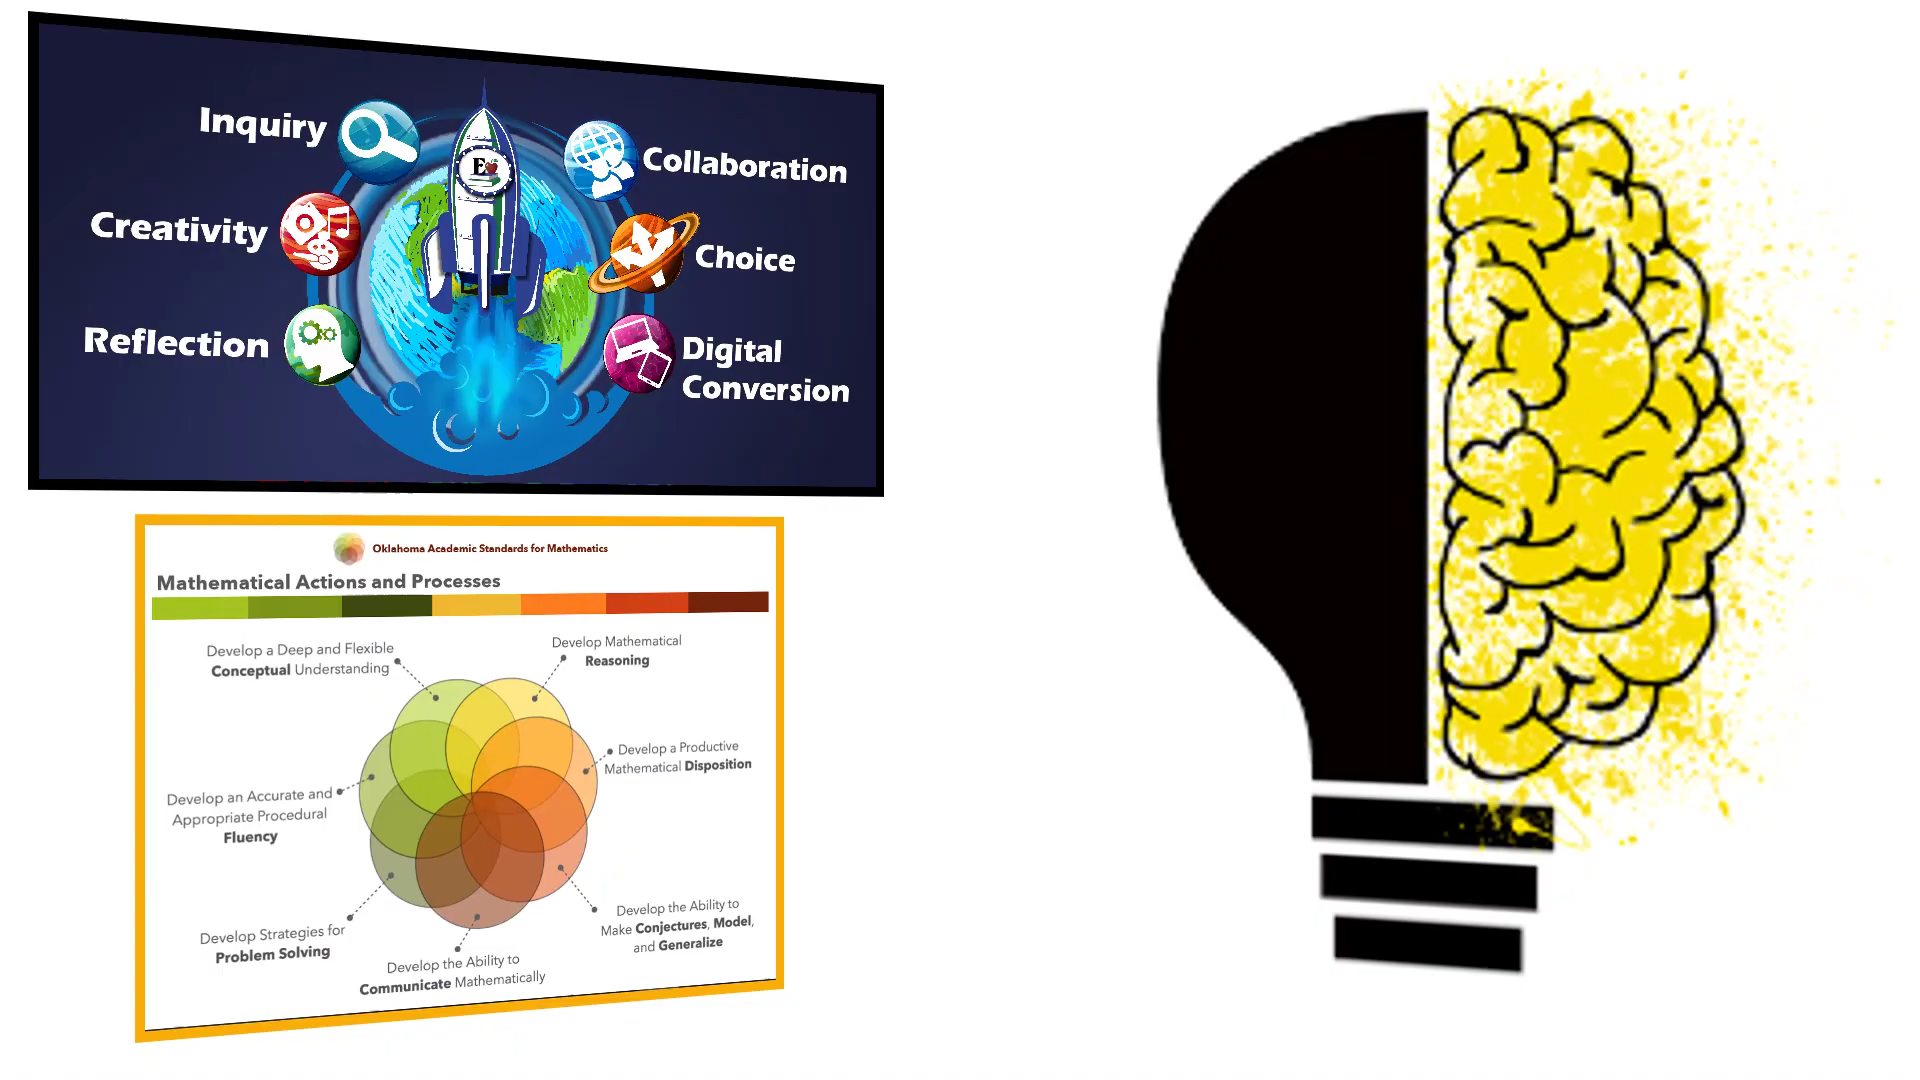 Inquiry
Creativity
Reflection
E
Collaboration
Choice
Digital
Conversion
Oklahoma Academic Standards for Mathematics
Mathematical Actions and Processes
Develop a Deep and Flexible
Conceptual Understanding
Develop Mathematical
Reasoning
Develop a Productive
Mathematical Disposition
Develop an Accurate and
Appropriate Procedural
Fluency
Develop the Ability to
Make Conjectures, Model,
and Generalize
Develop Strategies for
Problem Solving
Develop the Ability to
Communicate Mathematically